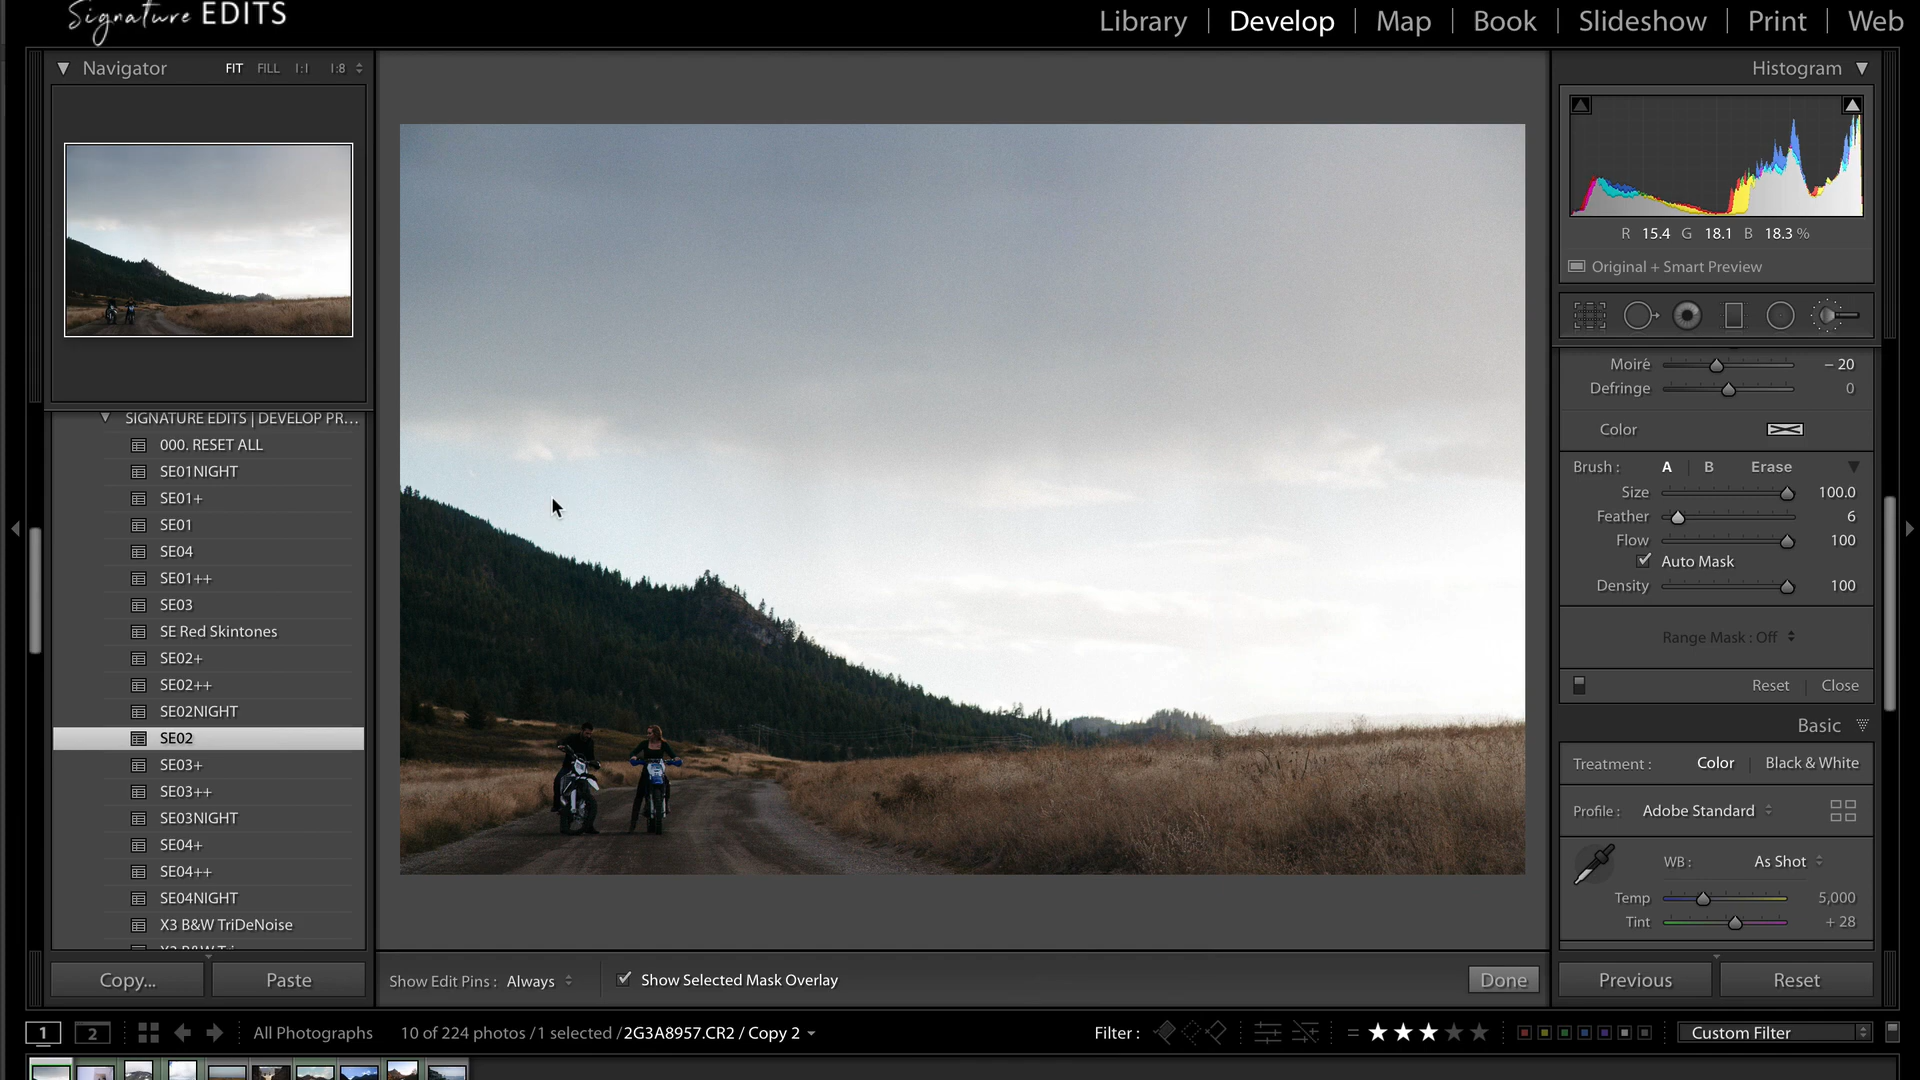 Signature EDITS
Library | Develop | Map | Book | Slideshow | Print | Web
Navigator FIT FILL 1:1 1:8
Histogram
R 15.4 G 18.1 B 18.3 %
Original + Smart Preview
SIGNATURE EDITS | DEVELOP PR...
000. RESET ALL
SE01NIGHT
SE01+
SE01
SE04
SE01++
SE03
SE Red Skintones
SE02+
SE02++
SE02NIGHT
SE02
SE03+
SE03++
SE03NIGHT
SE04+
SE04++
SE04NIGHT
X3 B&W TriDeNoise
Moiré – 20
Defringe 0
Color
Brush : A | B Erase
Size 100.0
Feather 6
Flow 100
Auto Mask
Density 100
Range Mask : Off
Reset | Close
Basic
Treatment : Color | Black & White
Profile : Adobe Standard
WB : As Shot
Temp 5,000
Tint + 28
Copy... Paste
Show Edit Pins : Always Show Selected Mask Overlay Done
Previous Reset
1 2 All Photographs 10 of 224 photos /1 selected /2G3A8957.CR2 / Copy 2 Filter : = ★★★★★ Custom Filter